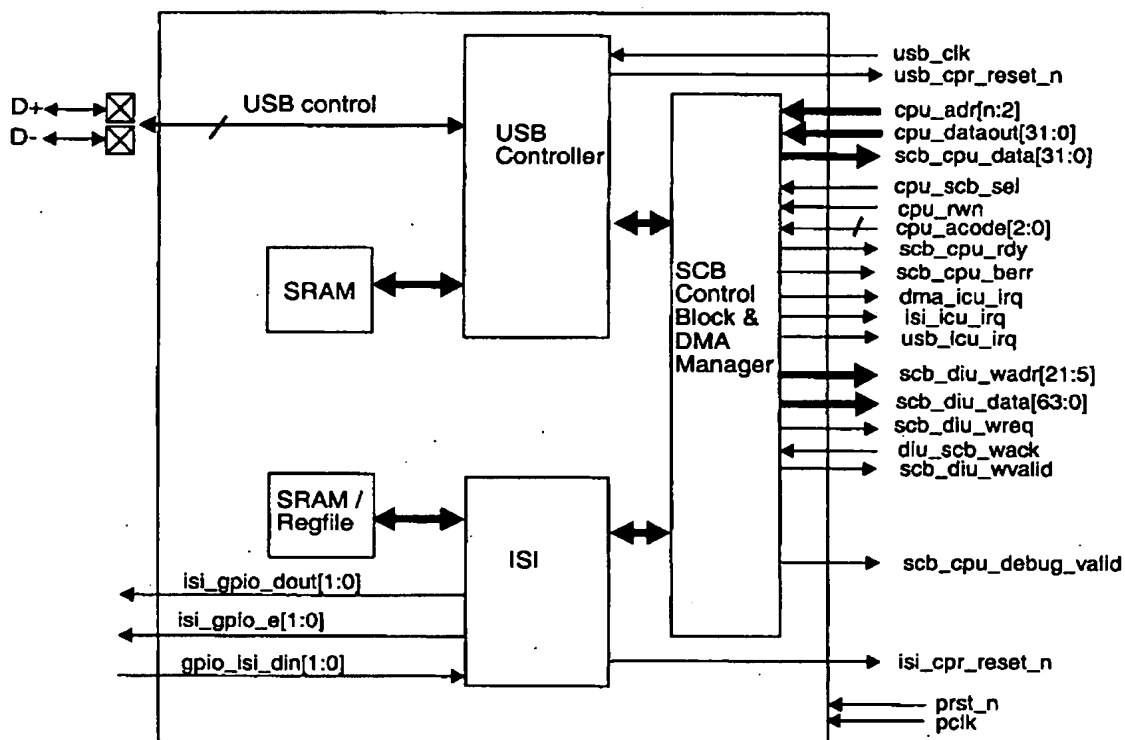 D+
D-
USB control
USB
Controller
SRAM
SRAM /
Regfile
ISI
SCB
Control
Block &
DMA
Manager
isi_gpio_dout[1:0]
isi_gpio_e[1:0]
gpio_isi_din[1:0]
usb_clk
usb_cpr_reset_n
cpu_adr[n:2]
cpu_dataout[31:0]
scb_cpu_data[31:0]
cpu_scb_sel
cpu_rwn
cpu_acode[2:0]
scb_cpu_rdy
scb_cpu_berr
dma_icu_irq
isi_icu_irq
usb_icu_irq
scb_diu_wadr[21:5]
scb_diu_data[63:0]
scb_diu_wreq
diu_scb_wack
scb_diu_wvalid
scb_cpu_debug_valid
isi_cpr_reset_n
prst_n
pclk